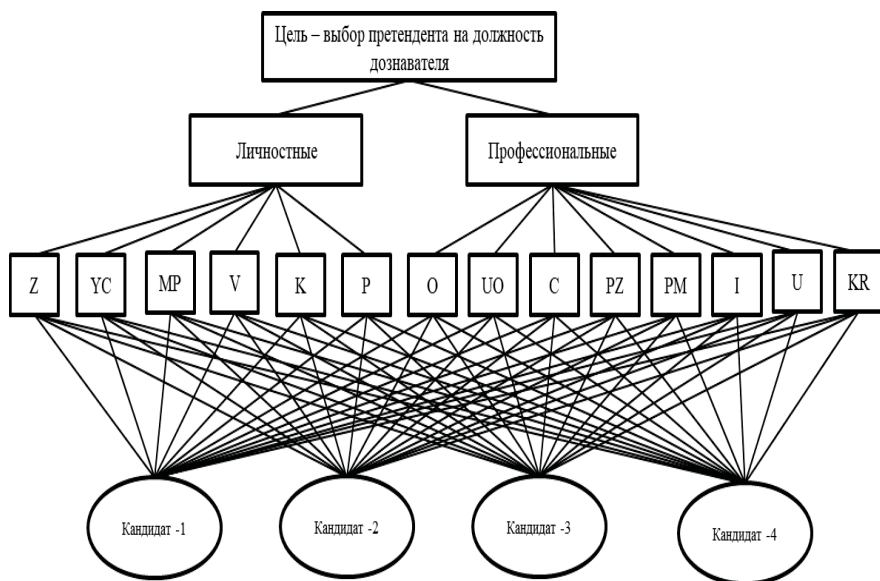 Цель – выбор претендента на должность
дознавателя
Личностные
Профессиональные
Z
YC
MP
V
K
P
O
UO
C
PZ
PM
I
U
KR
Кандидат -1
Кандидат -2
Кандидат -3
Кандидат -4